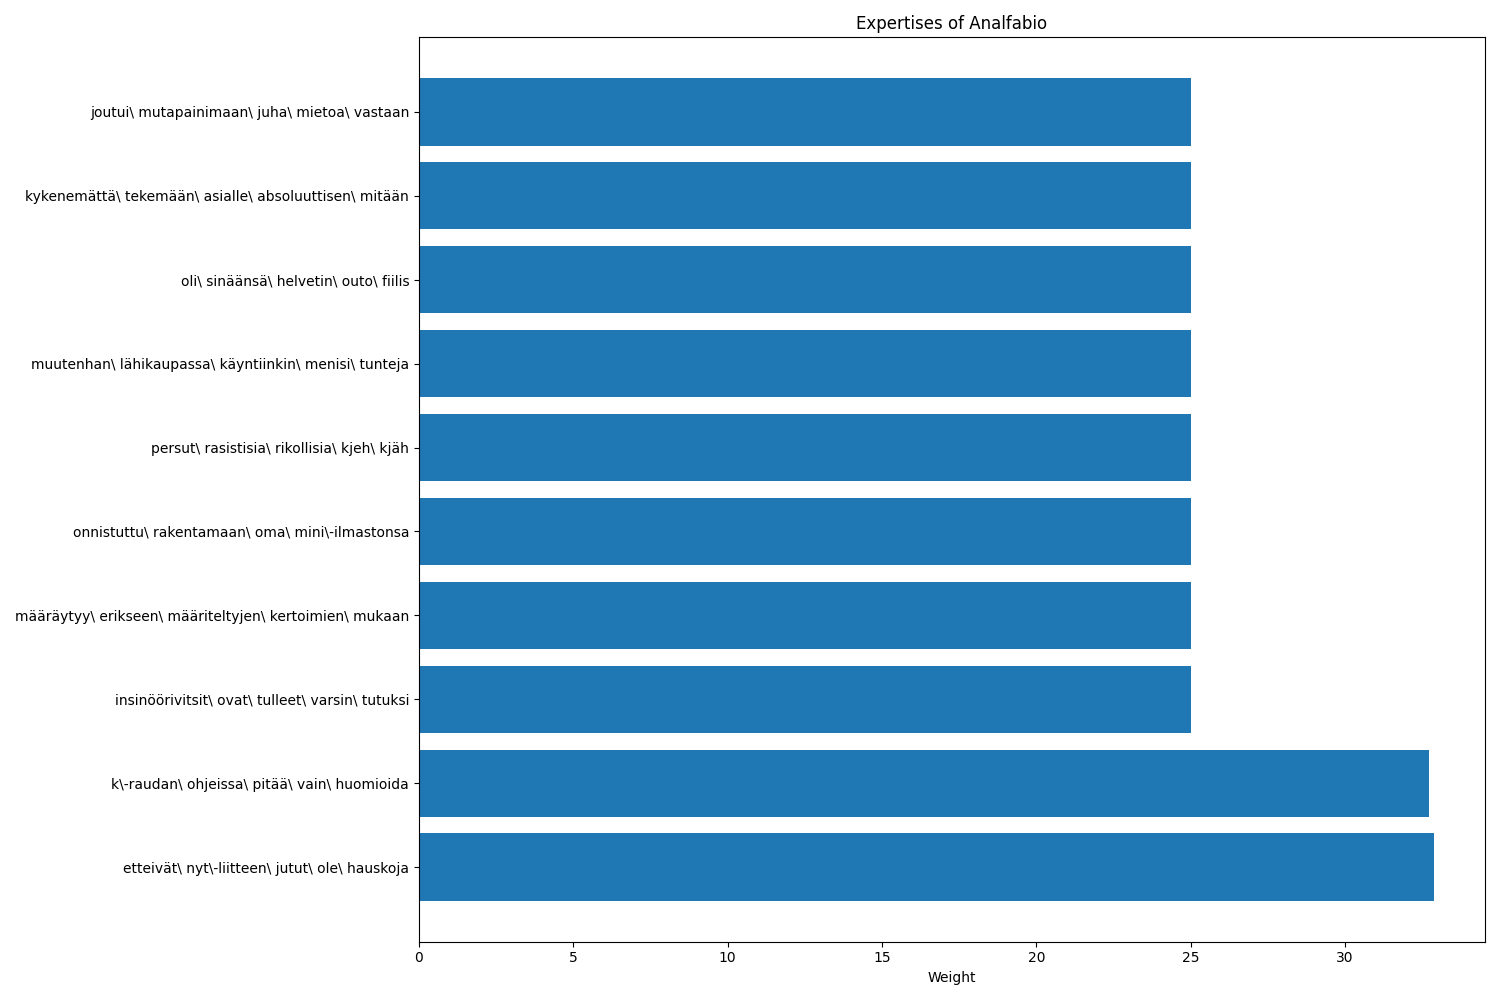 Expertises of Analfabio
joutui\ mutapainimaan\ juha\ mietoa\ vastaan
kykenemättä\ tekemään\ asialle\ absoluuttisen\ mitään
oli\ sinäänsä\ helvetin\ outo\ fiilis
muutenhan\ lähikaupassa\ käyntiinkin\ menisi\ tunteja
persut\ rasistisia\ rikollisia\ kjeh\ kjäh
onnistuttu\ rakentamaan\ oma\ mini\-ilmastonsa
määräytyy\ erikseen\ määriteltyjen\ kertoimien\ mukaan
insinöörivitsit\ ovat\ tulleet\ varsin\ tutuksi
k\-raudan\ ohjeissa\ pitää\ vain\ huomioida
etteivät\ nyt\-liitteen\ jutut\ ole\ hauskoja
0 5 10 15 20 25 30
Weight